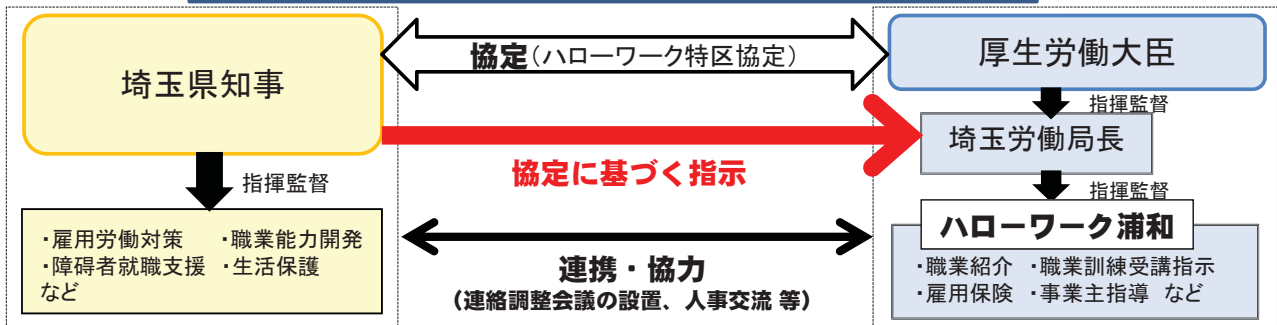 埼玉県知事
指揮監督
・雇用労働対策　・職業能力開発
・障碍者就職支援　・生活保護
など
協定（ハローワーク特区協定）
協定に基づく指示
連携・協力
（連絡調整会議の設置、人事交流 等）
厚生労働大臣
指揮監督
埼玉労働局長
指揮監督
ハローワーク浦和
・職業紹介　・職業訓練受講指示
・雇用保険　・事業主指導　など